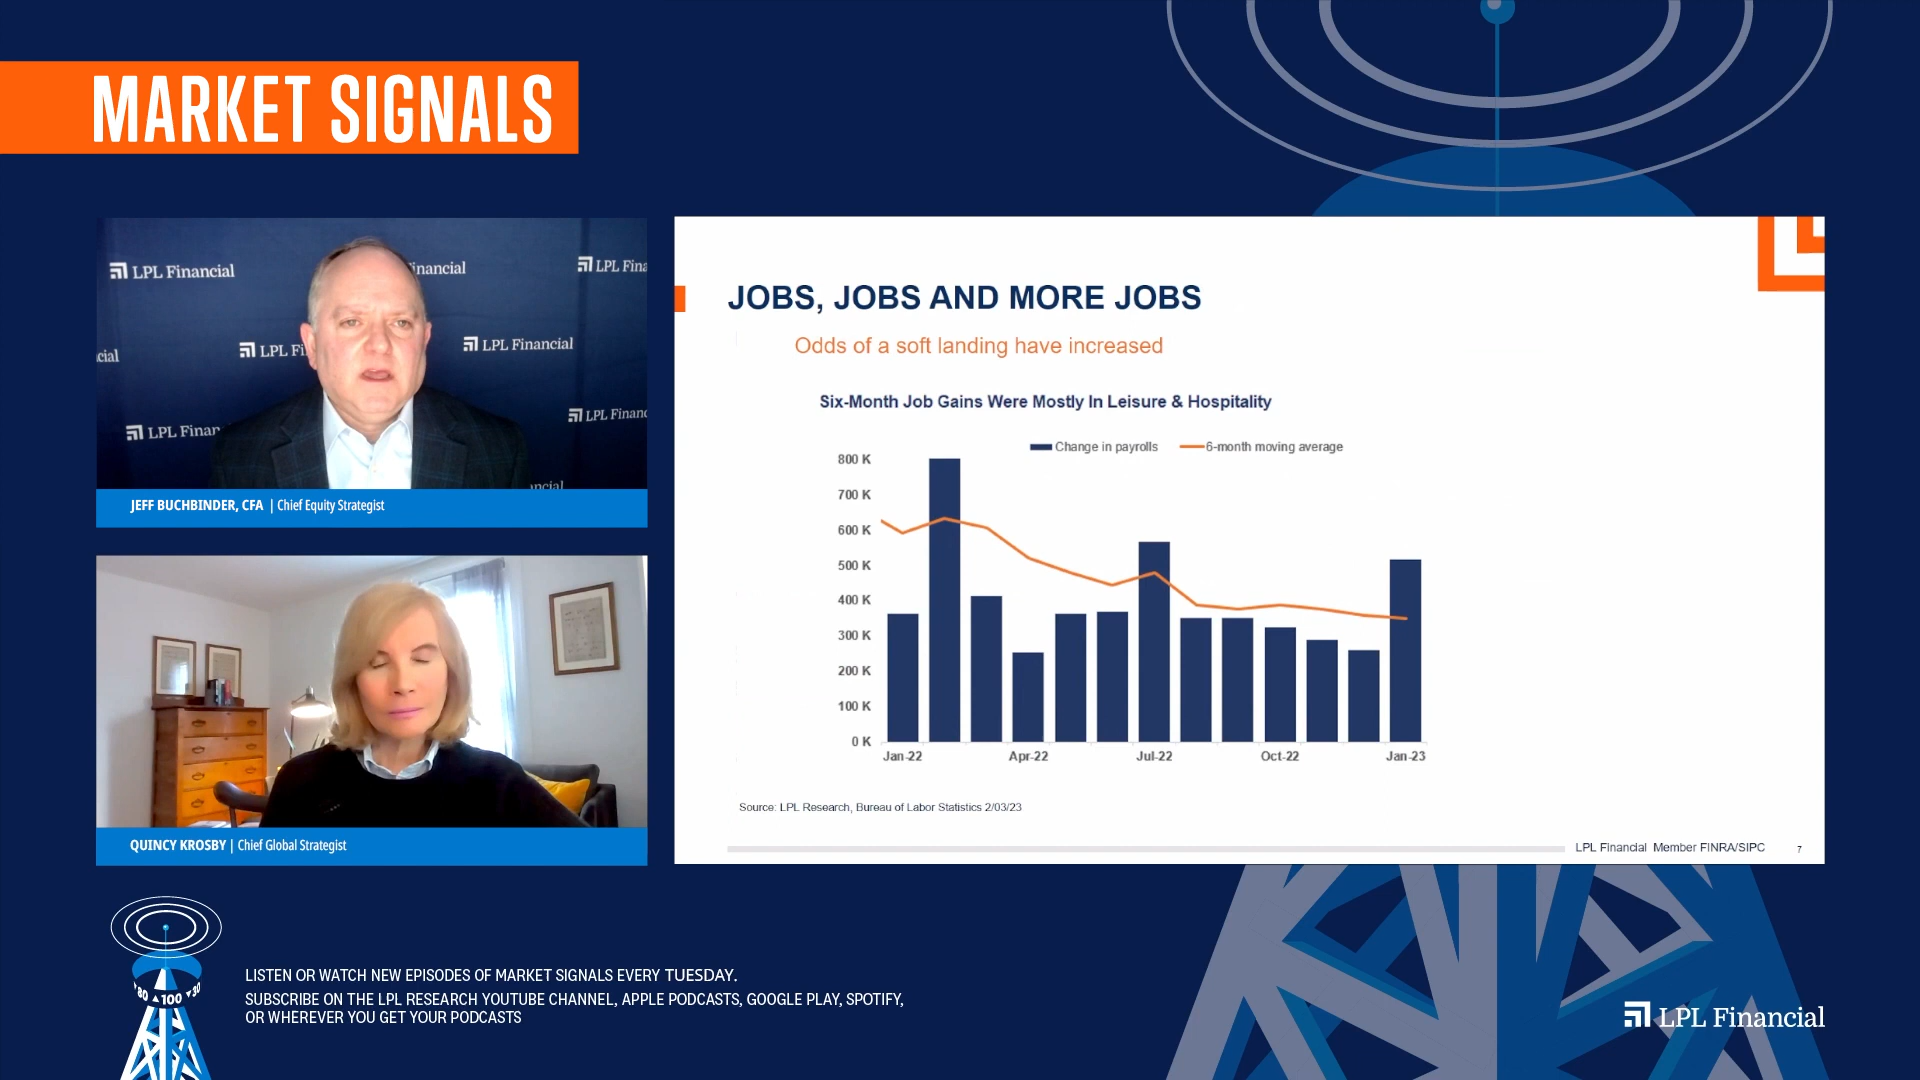 MARKET SIGNALS
LPL Financial
LPL Financial
LPL Financial
JEFF BUCHBINDER, CFA | Chief Equity Strategist
QUINCY KROSBY | Chief Global Strategist
JOBS, JOBS AND MORE JOBS
Odds of a soft landing have increased
Six-Month Job Gains Were Mostly In Leisure & Hospitality
Change in payrolls 6-month moving average
800 K
700 K
600 K
500 K
400 K
300 K
200 K
100 K
0 K
Jan-22 Apr-22 Jul-22 Oct-22 Jan-23
Source: LPL Research, Bureau of Labor Statistics 2/03/23
LPL Financial Member FINRA/SIPC 7
80 100 30
LISTEN OR WATCH NEW EPISODES OF MARKET SIGNALS EVERY TUESDAY.
SUBSCRIBE ON THE LPL RESEARCH YOUTUBE CHANNEL, APPLE PODCASTS, GOOGLE PLAY, SPOTIFY,
OR WHEREVER YOU GET YOUR PODCASTS
LPL Financial